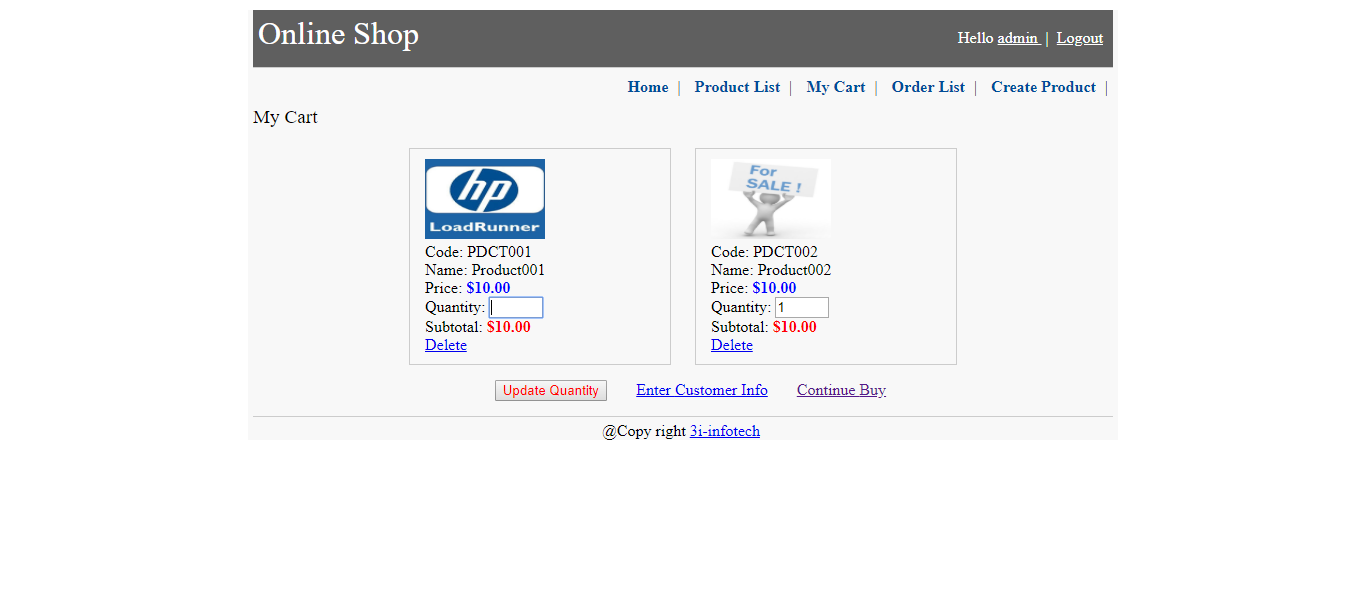 Online Shop
Hello admin | Logout
Home | Product List | My Cart | Order List | Create Product |
My Cart
hp
LoadRunner
Code: PDCT001
Name: Product001
Price: $10.00
Quantity:
Subtotal: $10.00
Delete
For
SALE !
Code: PDCT002
Name: Product002
Price: $10.00
Quantity: 1
Subtotal: $10.00
Delete
Update Quantity Enter Customer Info Continue Buy
@Copy right 3i-infotech